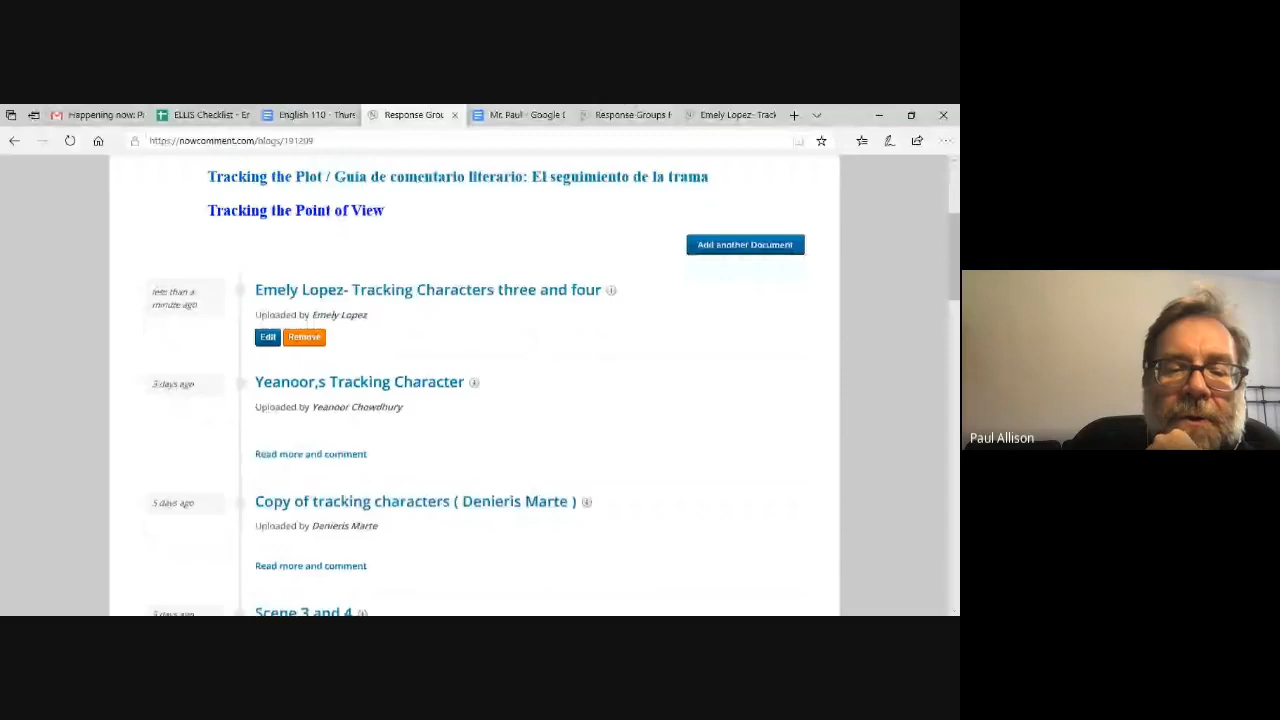 Happening now: P
ELLIS Checklist - Er
English 110 - Thurs
Response Grou
Mr. Paul - Google D
Response Groups F
Emely Lopez- Track
https://nowcomment.com/blogs/191209
Tracking the Plot / Guía de comentario literario: El seguimiento de la trama
Tracking the Point of View
Add another Document
less than a
minute ago
Emely Lopez- Tracking Characters three and four
Uploaded by Emely Lopez
Edit Remove
3 days ago
Yeanoor,s Tracking Character
Uploaded by Yeanoor Chowdhury
Read more and comment
5 days ago
Copy of tracking characters ( Denieris Marte )
Uploaded by Denieris Marte
Read more and comment
Scene 3 and 4
Paul Allison